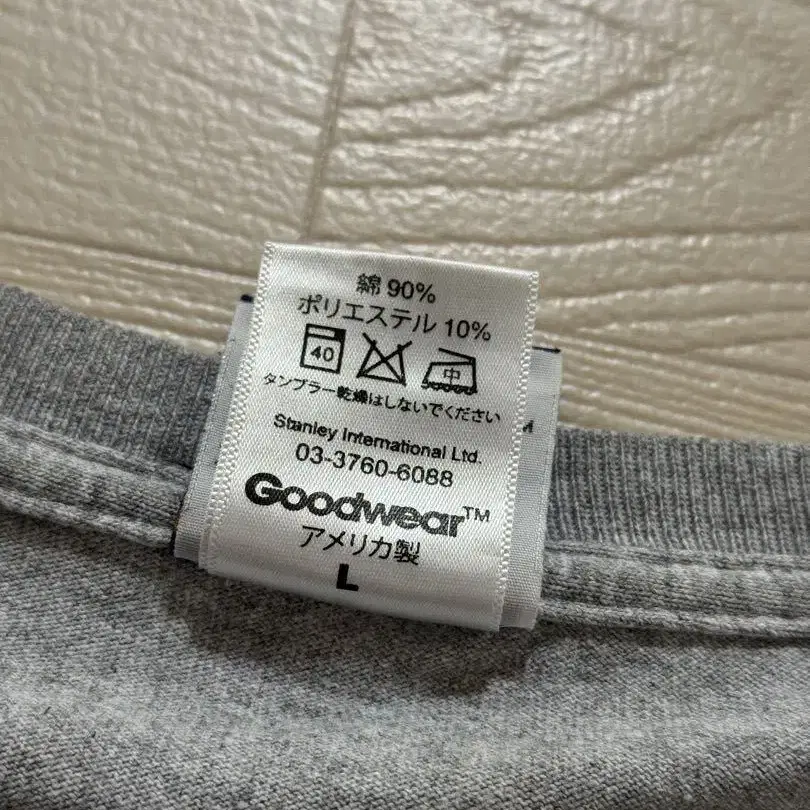 綿 90%
ポリエステル 10%
40 中
タンブラー乾燥はしないでください
Stanley International Ltd.
03-3760-6088
Goodwear™
アメリカ製
L